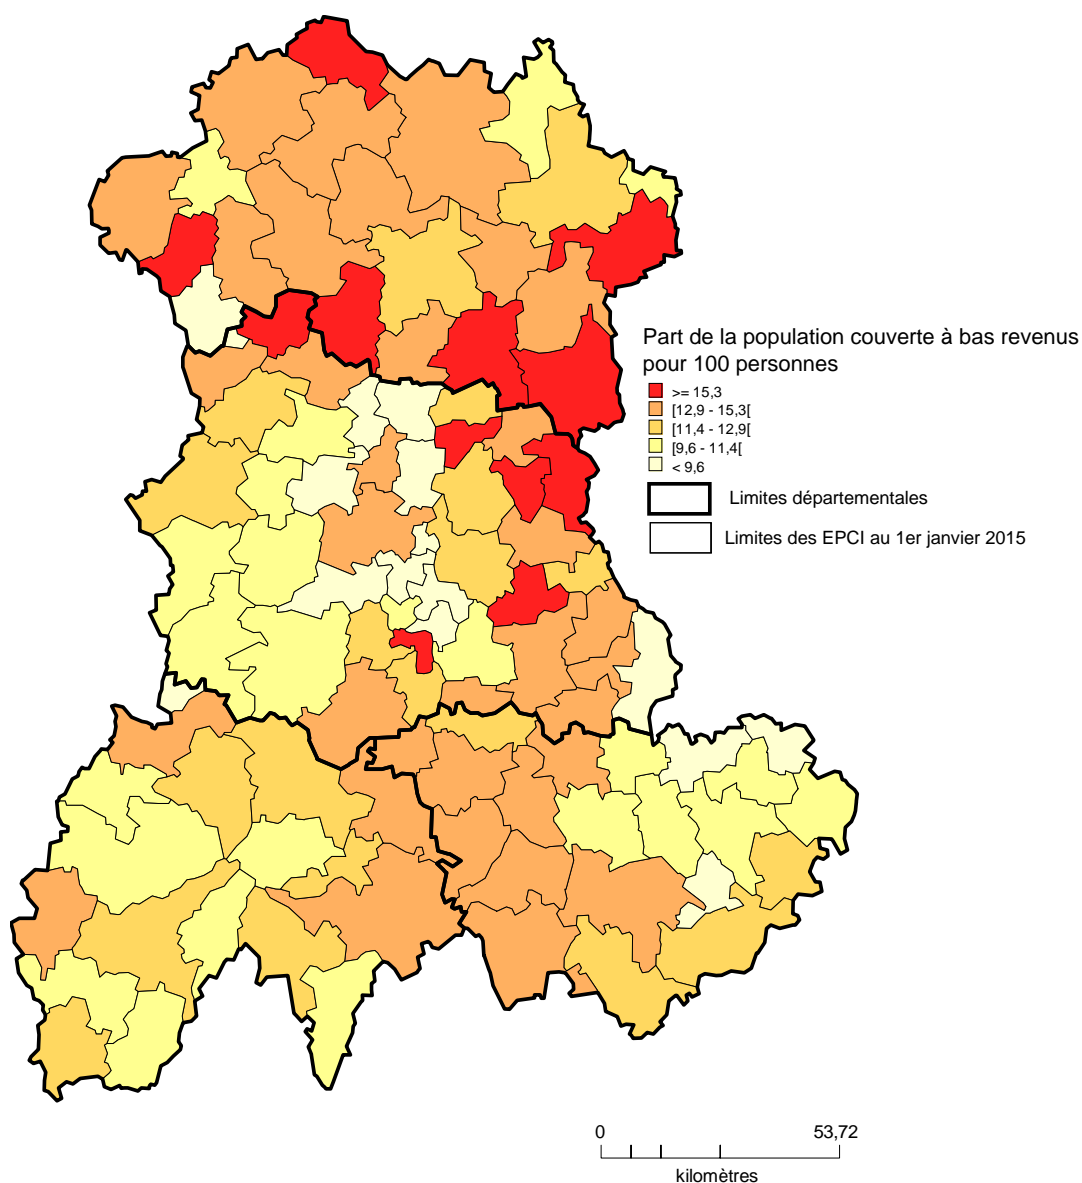 Part de la population couverte à bas revenus
pour 100 personnes
>= 15,3
[12,9 - 15,3[
[11,4 - 12,9[
[9,6 - 11,4[
< 9,6
Limites départementales
Limites des EPCI au 1er janvier 2015
0 53,72
kilomètres